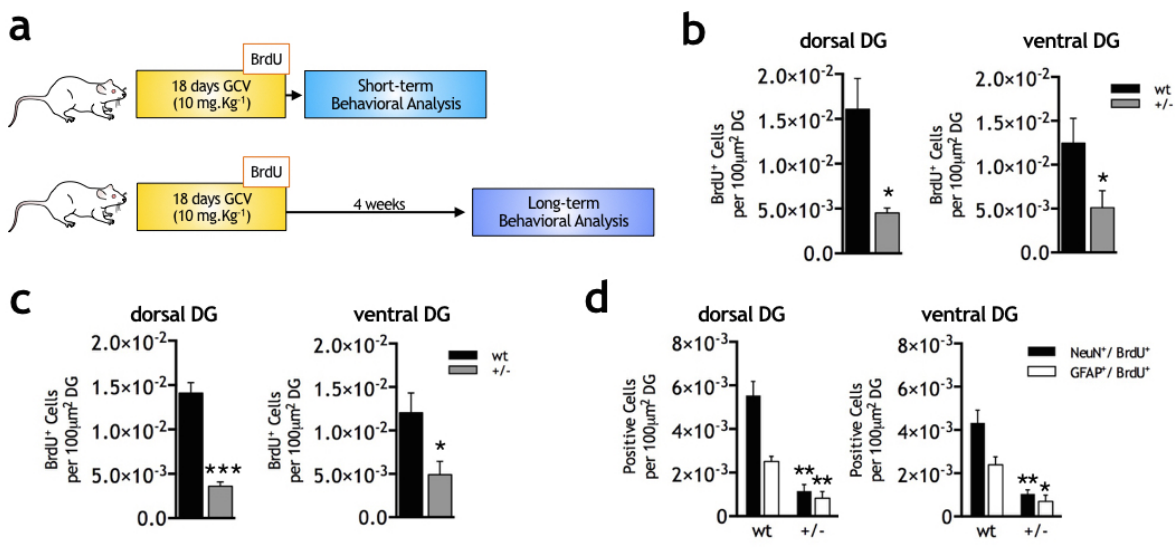 a
BrdU
18 days GCV
(10 mg.Kg⁻¹)
Short-term
Behavioral Analysis
BrdU
18 days GCV
(10 mg.Kg⁻¹)
4 weeks
Long-term
Behavioral Analysis
b
dorsal DG
BrdU⁺ Cells
per 100μm² DG
2.0×10⁻²
1.5×10⁻²
1.0×10⁻²
5.0×10⁻³
0.0
*
ventral DG
BrdU⁺ Cells
per 100μm² DG
2.0×10⁻²
1.5×10⁻²
1.0×10⁻²
5.0×10⁻³
0.0
*
wt
+/-
c
dorsal DG
BrdU⁺ Cells
per 100μm² DG
2.0×10⁻²
1.5×10⁻²
1.0×10⁻²
5.0×10⁻³
0.0
***
ventral DG
BrdU⁺ Cells
per 100μm² DG
2.0×10⁻²
1.5×10⁻²
1.0×10⁻²
5.0×10⁻³
0.0
*
wt
+/-
d
dorsal DG
Positive Cells
per 100μm² DG
8×10⁻³
6×10⁻³
4×10⁻³
2×10⁻³
0
** **
wt +/-
ventral DG
Positive Cells
per 100μm² DG
8×10⁻³
6×10⁻³
4×10⁻³
2×10⁻³
0
** *
wt +/-
NeuN⁺/ BrdU⁺
GFAP⁺/ BrdU⁺